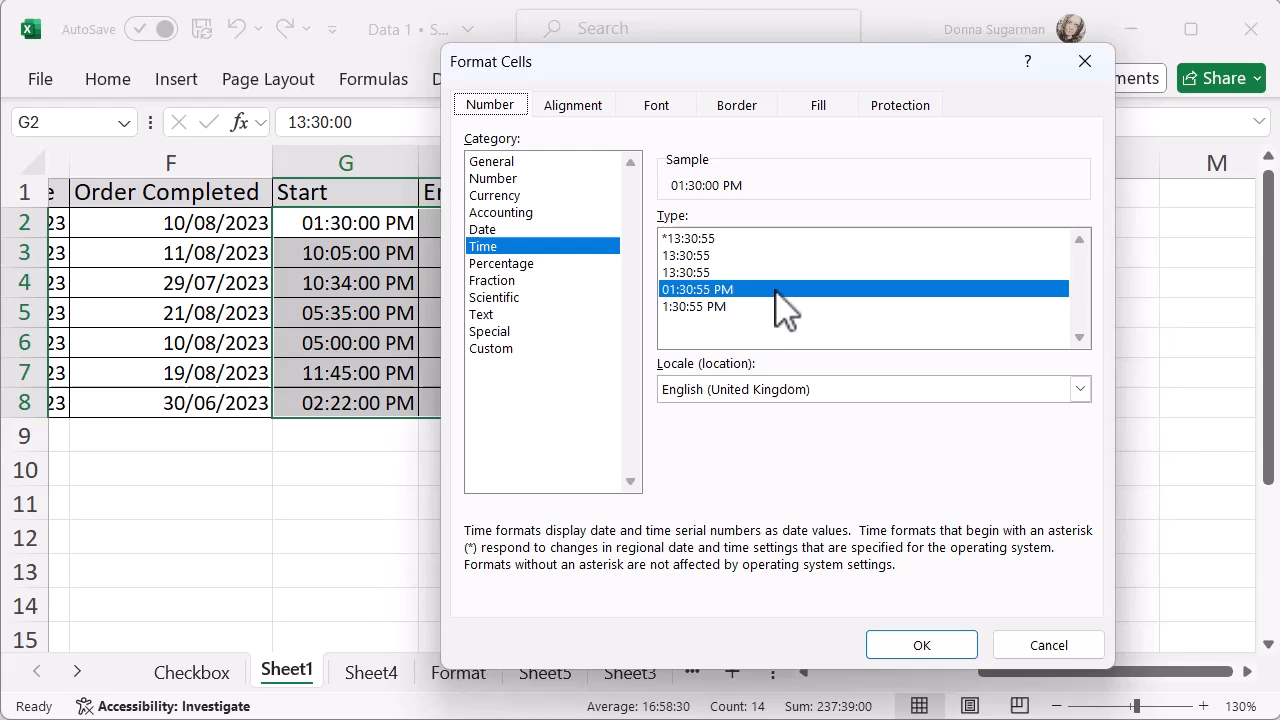 AutoSave
Data 1 • S...
Search
Donna Sugarman
File Home Insert Page Layout Formulas
ments Share
G2
fx 13:30:00
F G M
1 e Order Completed Start
2 23 10/08/2023 01:30:00 PM
3 23 11/08/2023 10:05:00 PM
4 23 29/07/2023 10:34:00 PM
5 23 21/08/2023 05:35:00 PM
6 23 10/08/2023 05:00:00 PM
7 23 19/08/2023 11:45:00 PM
8 23 30/06/2023 02:22:00 PM
9
10
11
12
13
14
15
Format Cells ?
Number Alignment Font Border Fill Protection
Category:
General
Number
Currency
Accounting
Date
Time
Percentage
Fraction
Scientific
Text
Special
Custom
Sample
01:30:00 PM
Type:
*13:30:55
13:30:55
13:30:55
01:30:55 PM
1:30:55 PM
Locale (location):
English (United Kingdom)
Time formats display date and time serial numbers as date values. Time formats that begin with an asterisk
(*) respond to changes in regional date and time settings that are specified for the operating system.
Formats without an asterisk are not affected by operating system settings.
OK Cancel
Checkbox Sheet1 Sheet4 Format Sheet5 Sheet3 ...
Ready Accessibility: Investigate Average: 16:58:30 Count: 14 Sum: 237:39:00 130%